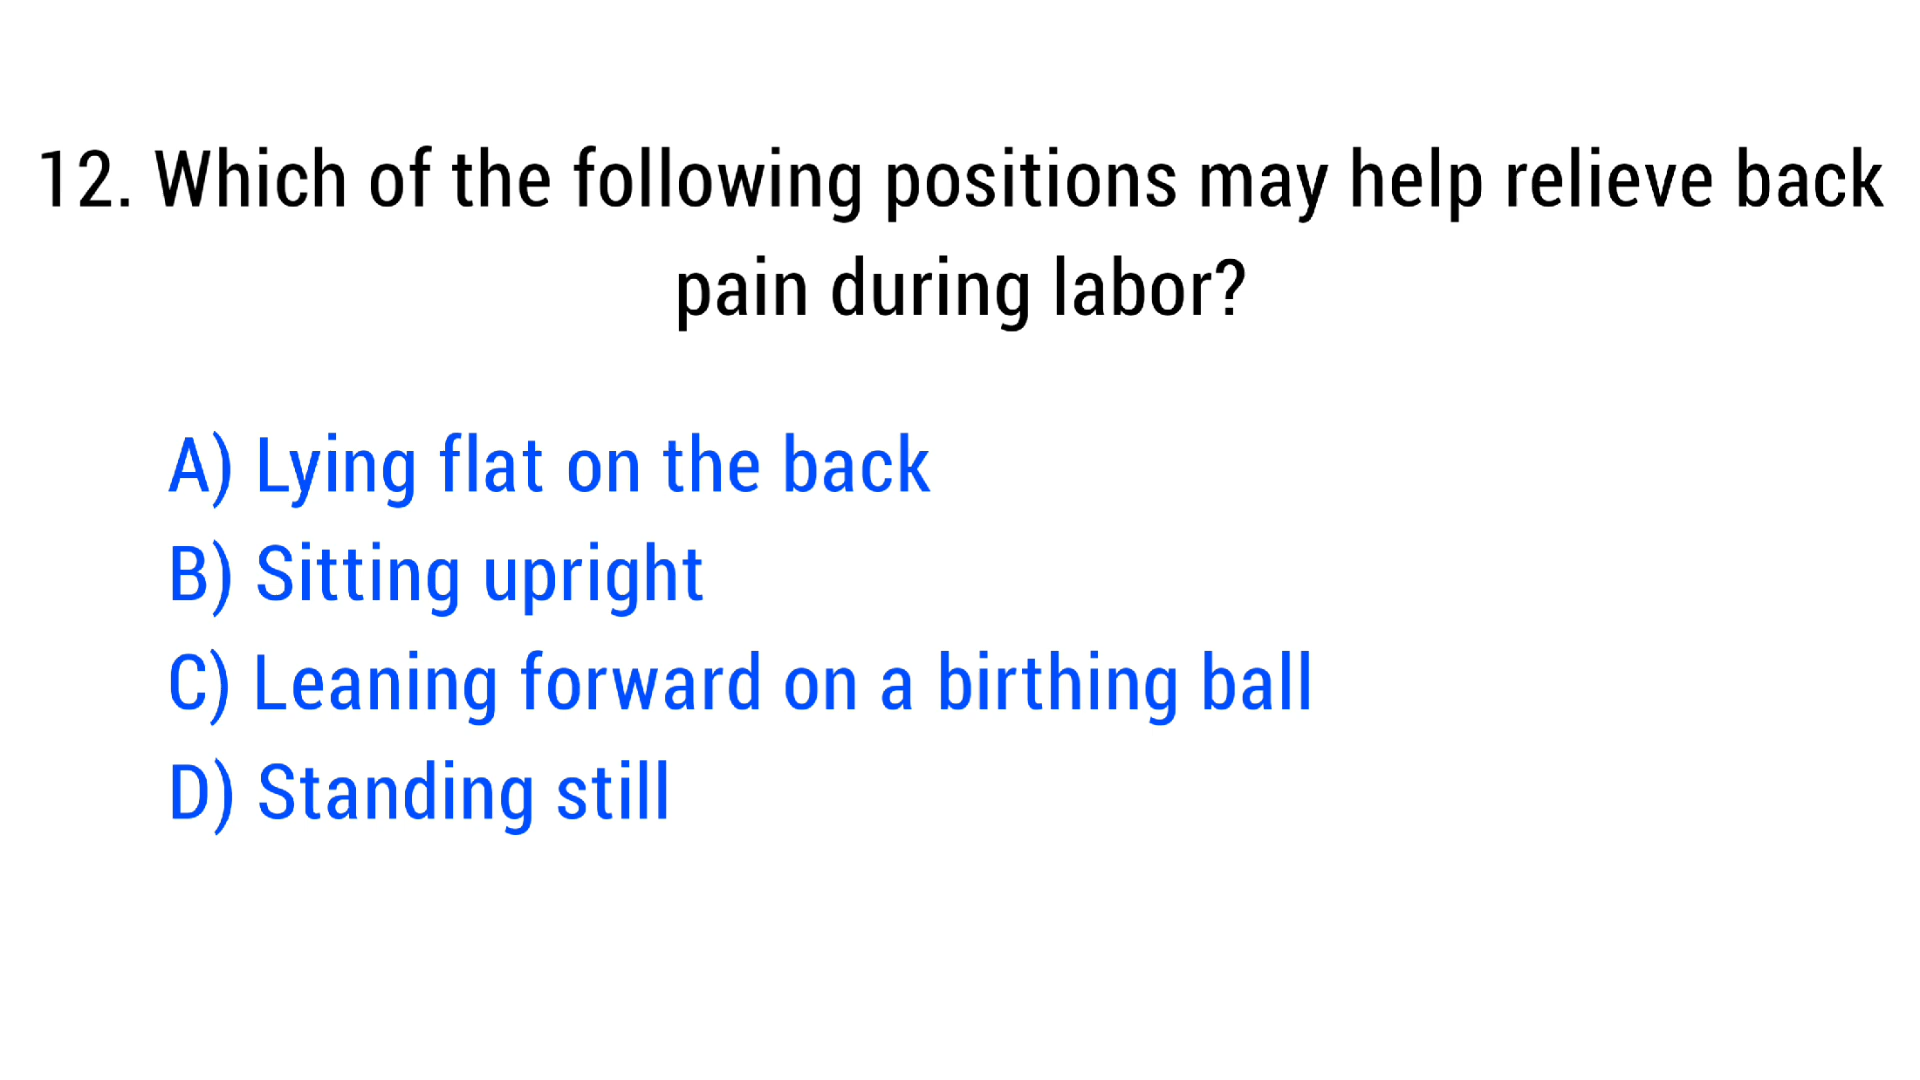 12. Which of the following positions may help relieve back
pain during labor?
A) Lying flat on the back
B) Sitting upright
C) Leaning forward on a birthing ball
D) Standing still